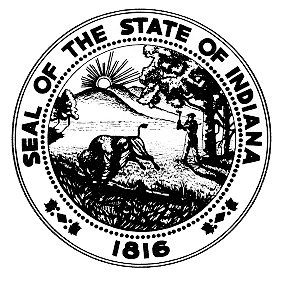 SEAL OF THE STATE OF INDIANA
1816